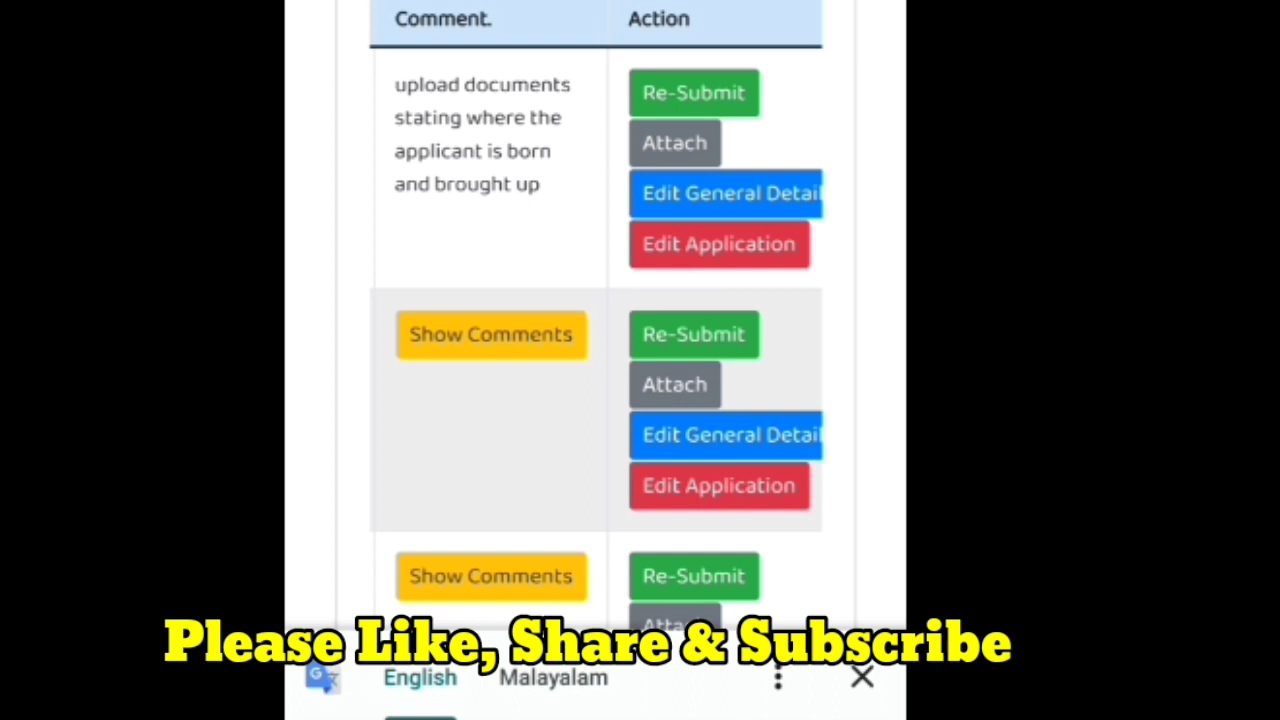 Comment.
Action
upload documents
stating where the
applicant is born
and brought up
Re-Submit
Attach
Edit General Detail
Edit Application
Show Comments
Re-Submit
Attach
Edit General Detail
Edit Application
Show Comments
Re-Submit
Atta
Please Like, Share & Subscribe
English
Malayalam